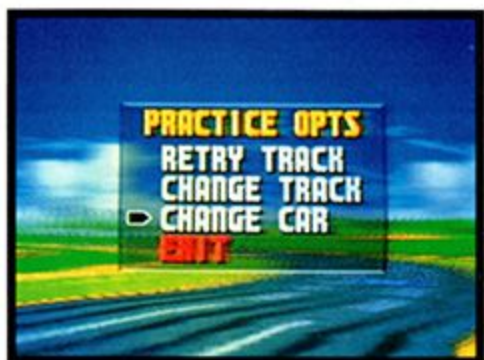 PRACTICE OPTS
RETRY TRACK
CHANGE TRACK
CHANGE CAR
EXIT